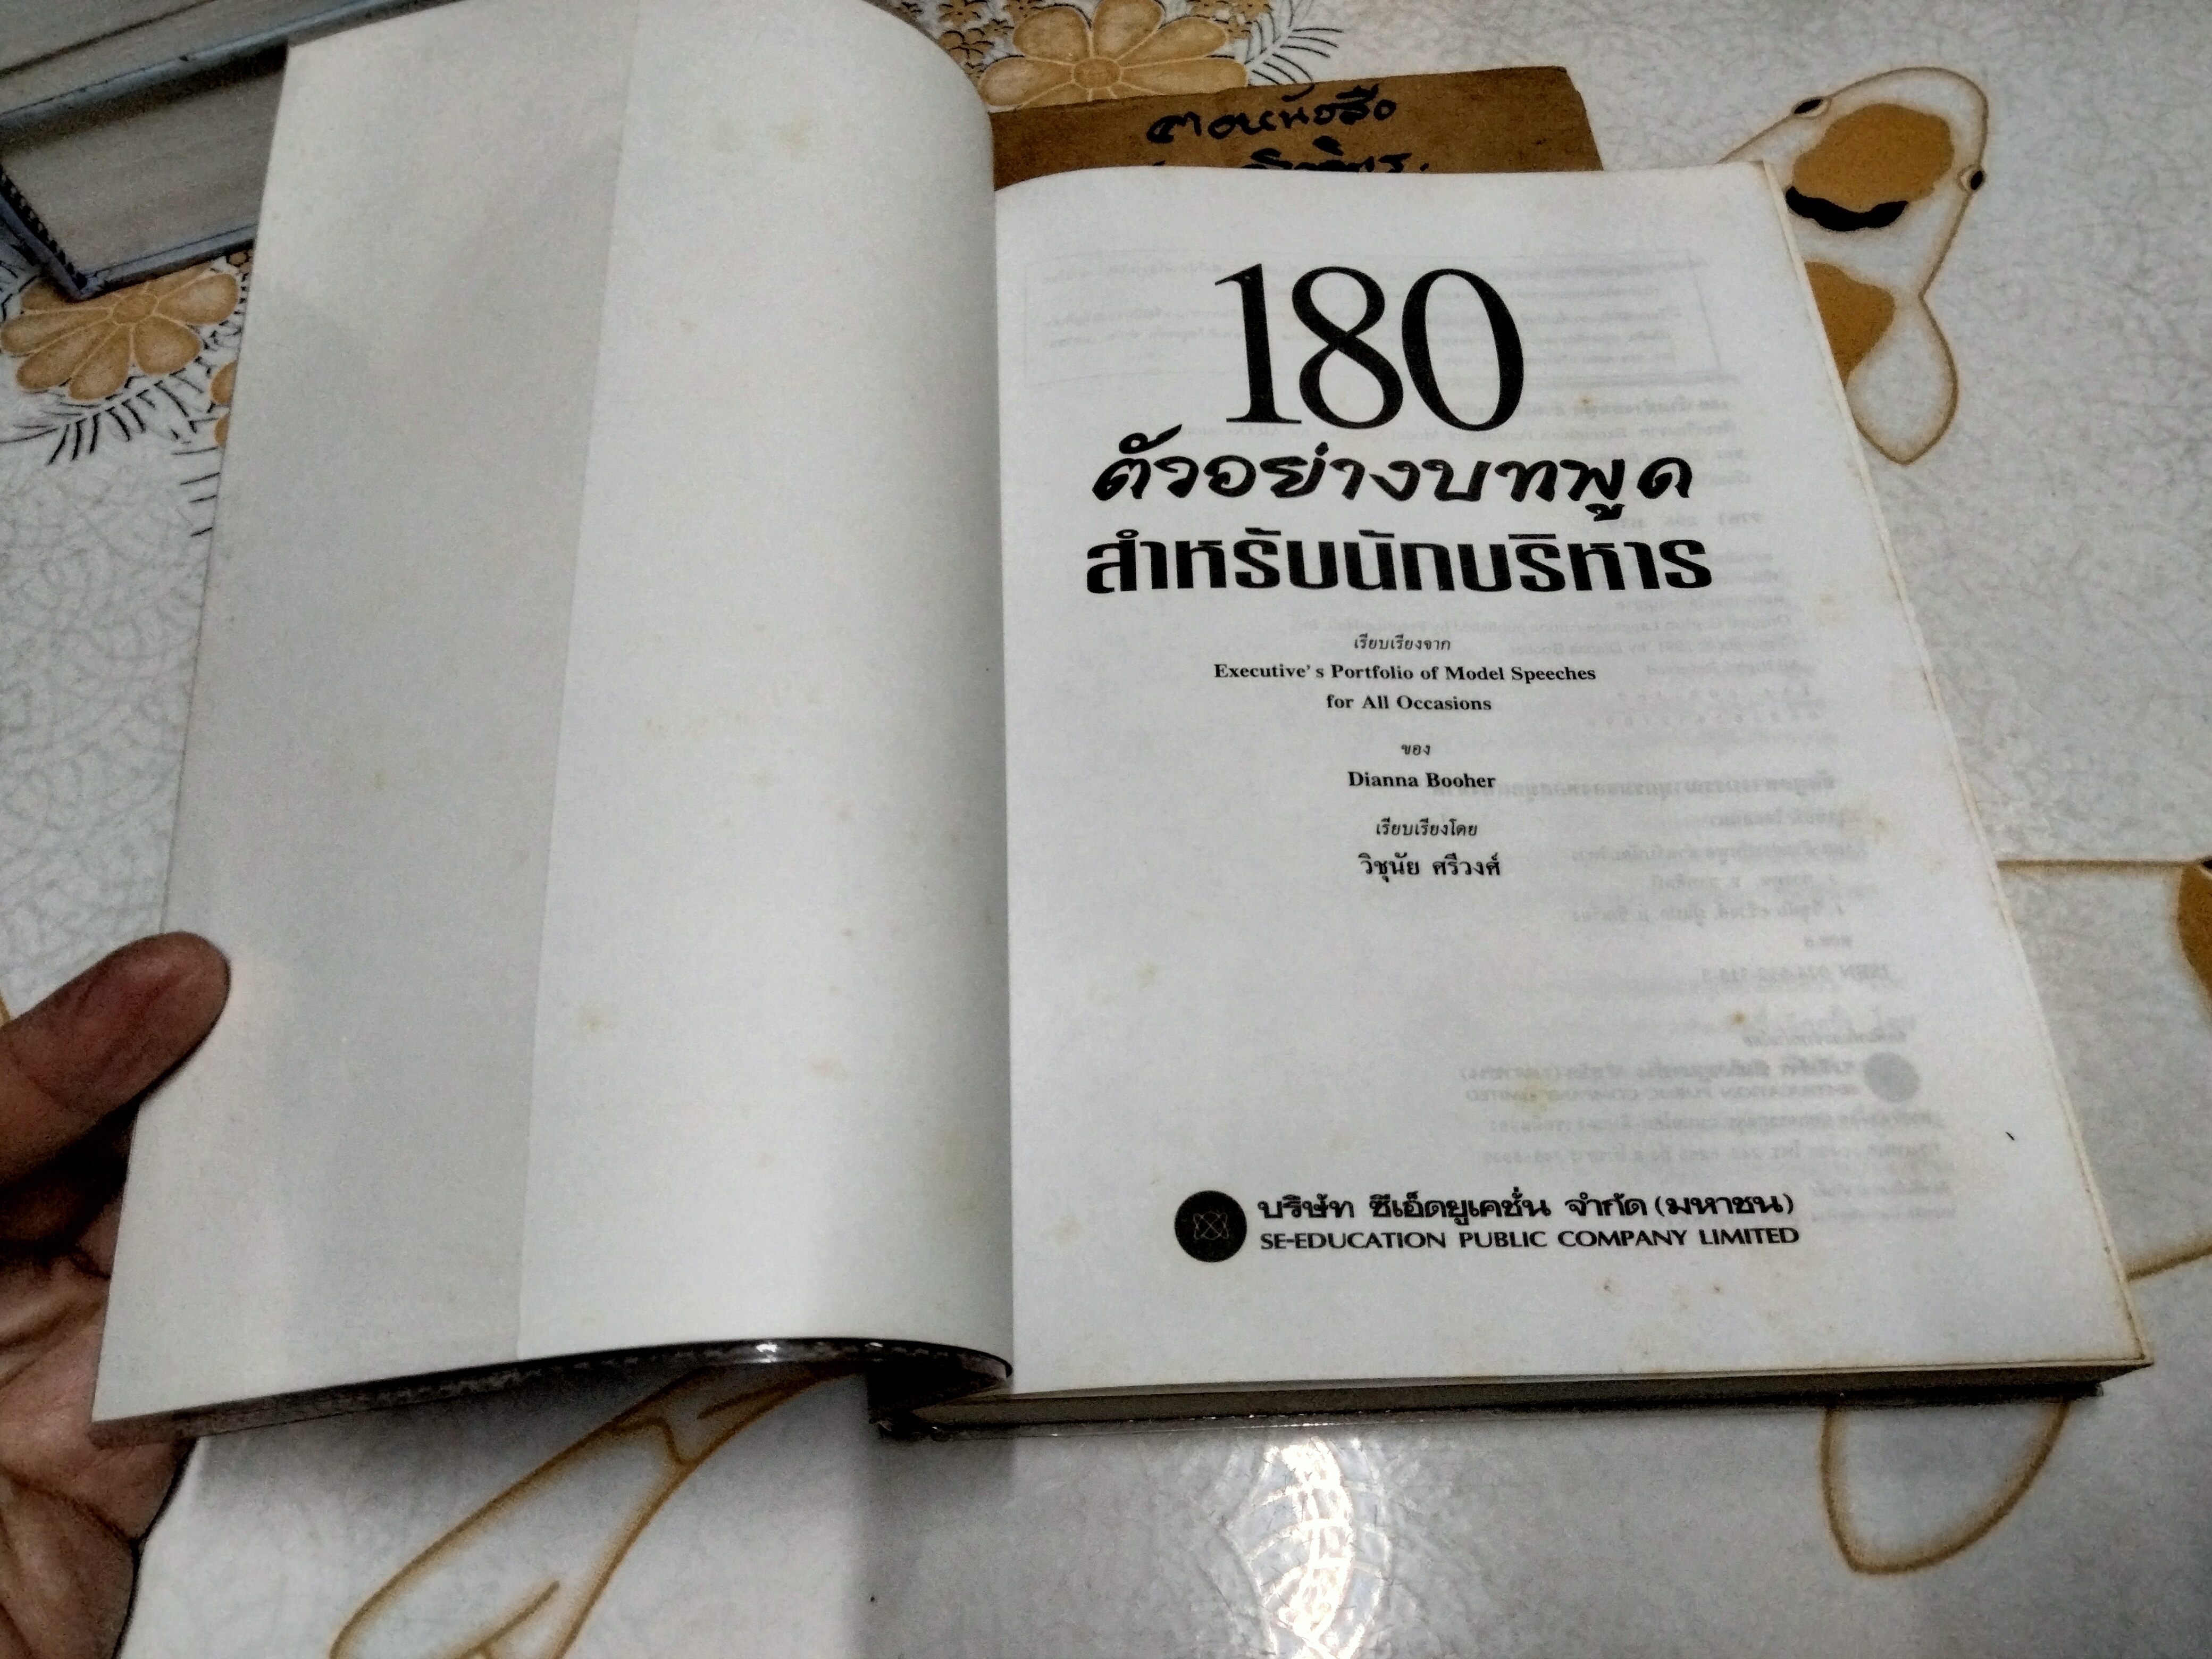 180
ตัวอย่างบทพูด
สำหรับนักบริหาร
เรียบเรียงจาก
Executive's Portfolio of Model Speeches
for All Occasions
ของ
Dianna Booher
เรียบเรียงโดย
วิชุนัย ศรีวงศ์
บริษัท ซีเอ็ดยูเคชั่น จำกัด (มหาชน)
SE-EDUCATION PUBLIC COMPANY LIMITED